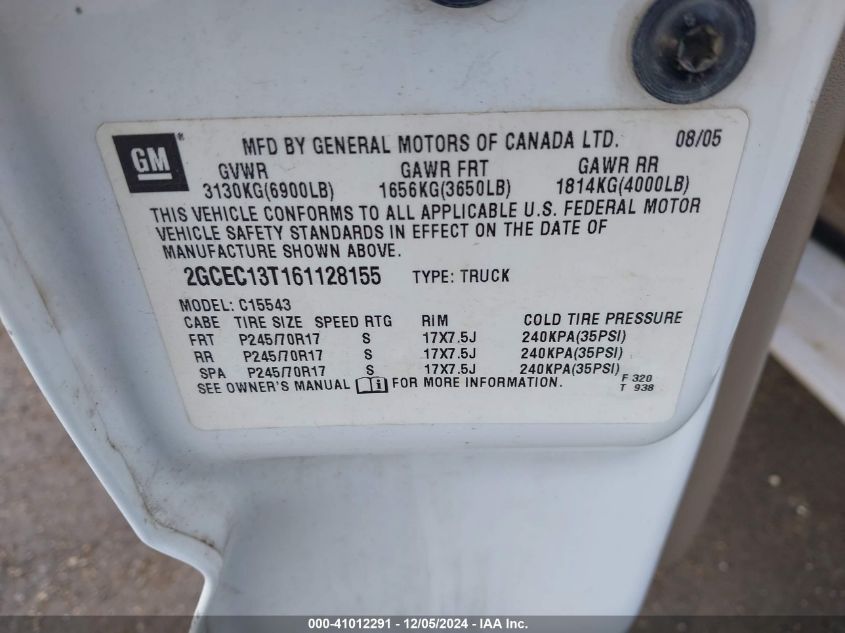 GM ®
MFD BY GENERAL MOTORS OF CANADA LTD. 08/05
GVWR GAWR FRT GAWR RR
3130KG(6900LB) 1656KG(3650LB) 1814KG(4000LB)
THIS VEHICLE CONFORMS TO ALL APPLICABLE U.S. FEDERAL MOTOR
VEHICLE SAFETY STANDARDS IN EFFECT ON THE DATE OF
MANUFACTURE SHOWN ABOVE.
2GCEC13T161128155 TYPE: TRUCK
MODEL: C15543
CABE TIRE SIZE SPEED RTG RIM COLD TIRE PRESSURE
FRT P245/70R17 S 17X7.5J 240KPA(35PSI)
RR P245/70R17 S 17X7.5J 240KPA(35PSI)
SPA P245/70R17 S 17X7.5J 240KPA(35PSI)
SEE OWNER'S MANUAL FOR MORE INFORMATION.
F 320
T 938
000-41012291 - 12/05/2024 - IAA Inc.